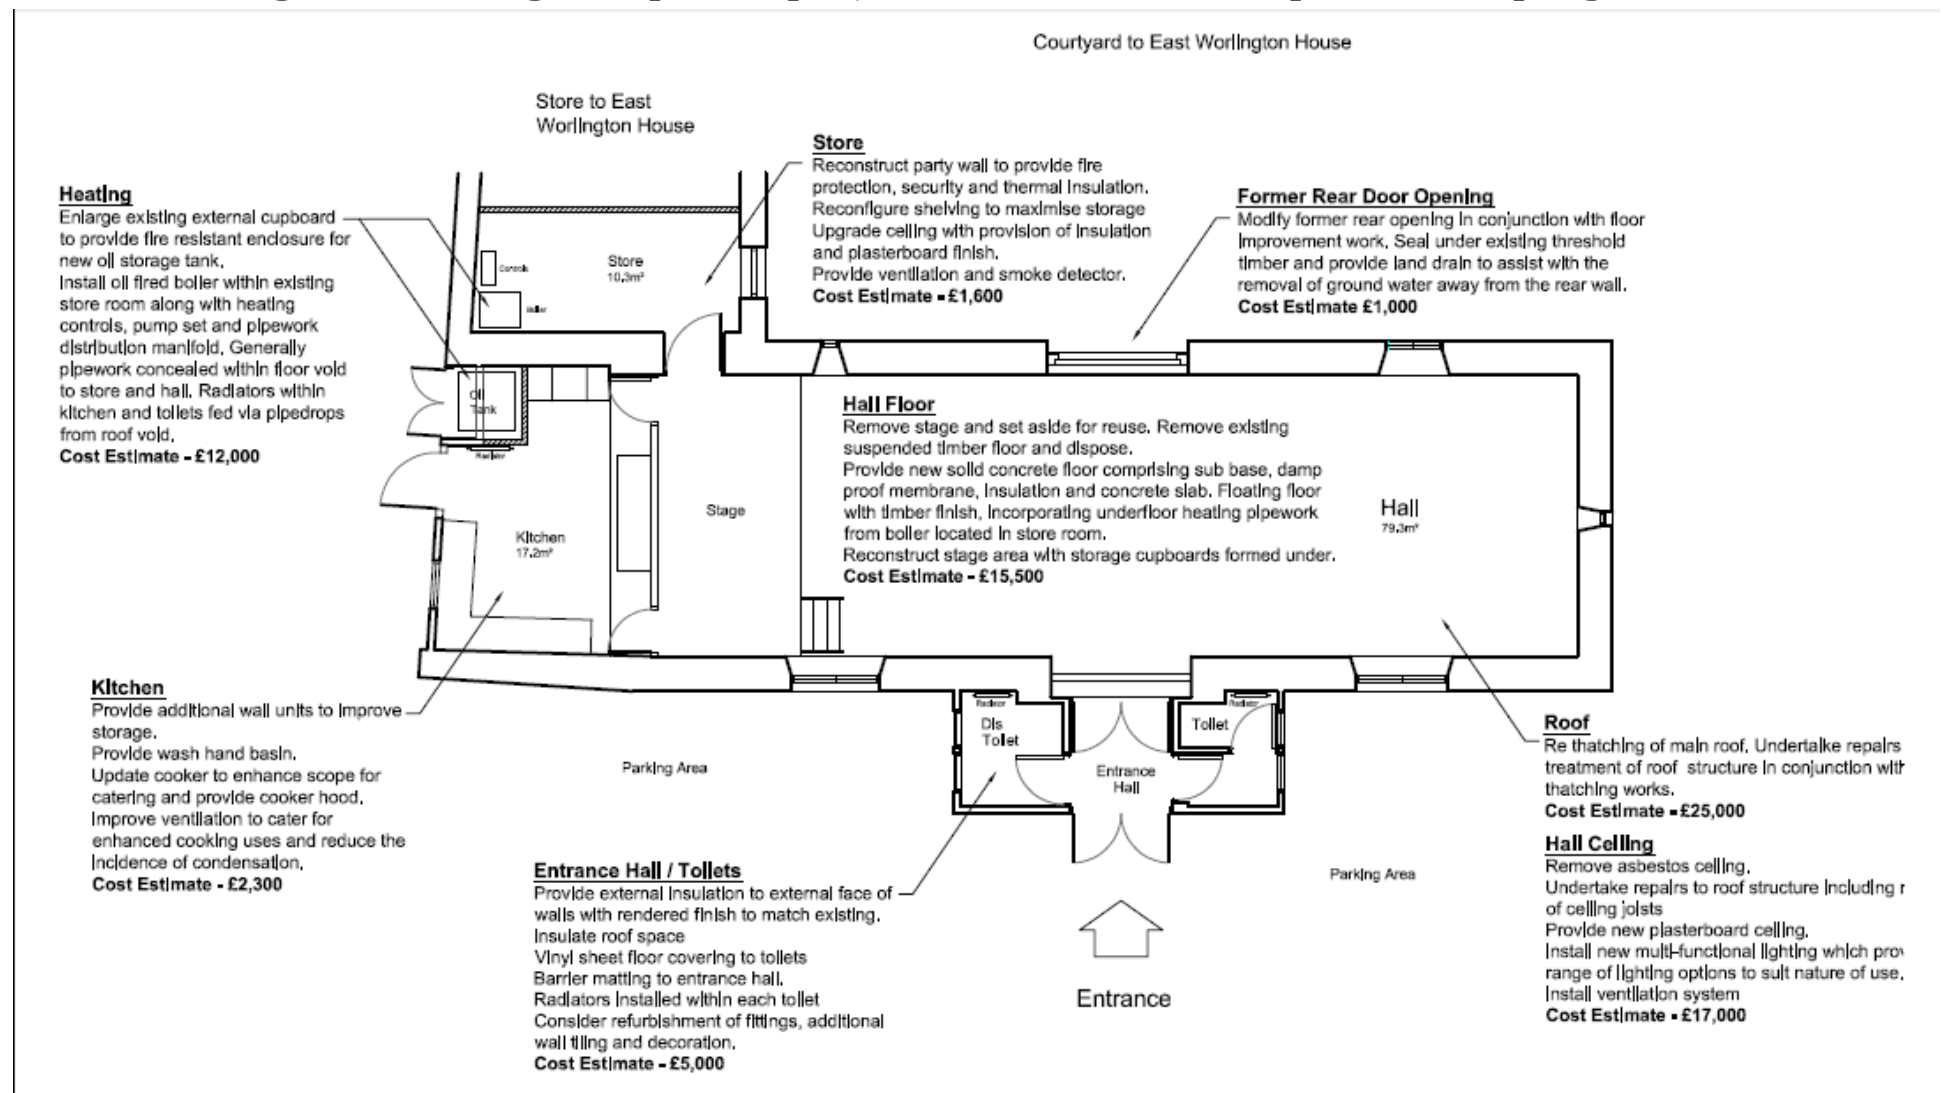 Courtyard to East Worlington House
Store to East
Worlington House
Store
Reconstruct party wall to provide fire
protection, security and thermal insulation.
Reconfigure shelving to maximise storage
Upgrade ceiling with provision of insulation
and plasterboard finish.
Provide ventilation and smoke detector.
Cost Estimate - £1,600
Heating
Enlarge existing external cupboard
to provide fire resistant enclosure for
new oil storage tank.
Install oil fired boiler within existing
store room along with heating
controls, pump set and pipework
distribution manifold. Generally
pipework concealed within floor void
to store and hall. Radiators within
kitchen and toilets fed via pipedrops
from roof void.
Cost Estimate - £12,000
Former Rear Door Opening
Modify former rear opening in conjunction with floor
improvement work. Seal under existing threshold
timber and provide land drain to assist with the
removal of ground water away from the rear wall.
Cost Estimate £1,000
Store
10.3m²
Controls
Boiler
Oil
Tank
Radiator
Hall Floor
Remove stage and set aside for reuse. Remove existing
suspended timber floor and dispose.
Provide new solid concrete floor comprising sub base, damp
proof membrane, insulation and concrete slab. Floating floor
with timber finish, incorporating underfloor heating pipework
from boiler located in store room.
Reconstruct stage area with storage cupboards formed under.
Cost Estimate - £15,500
Hall
79.3m²
Stage
Kitchen
17.2m²
Kitchen
Provide additional wall units to improve
storage.
Provide wash hand basin.
Update cooker to enhance scope for
catering and provide cooker hood.
Improve ventilation to cater for
enhanced cooking uses and reduce the
incidence of condensation.
Cost Estimate - £2,300
Radiator
Dis
Toilet
Radiator
Toilet
Entrance
Hall
Parking Area
Roof
Re thatching of main roof. Undertake repairs
treatment of roof structure in conjunction with
thatching works.
Cost Estimate - £25,000
Hall Ceiling
Remove asbestos ceiling.
Undertake repairs to roof structure including
of ceiling joists
Provide new plasterboard ceiling.
Install new multi-functional lighting which
range of lighting options to suit nature of use.
Install ventilation system
Cost Estimate - £17,000
Entrance Hall / Toilets
Provide external insulation to external face of
walls with rendered finish to match existing.
Insulate roof space
Vinyl sheet floor covering to toilets
Barrier matting to entrance hall.
Radiators installed within each toilet
Consider refurbishment of fittings, additional
wall tiling and decoration.
Cost Estimate - £5,000
Parking Area
Entrance